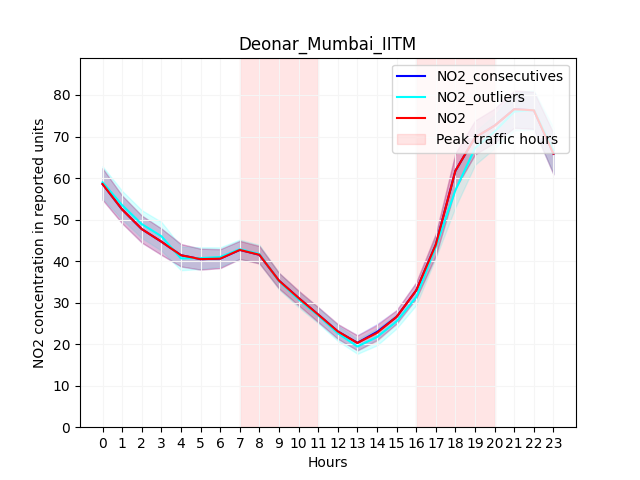 Deonar_Mumbai_IITM
NO2_consecutives
NO2_outliers
NO2
Peak traffic hours
NO2 concentration in reported units
80
70
60
50
40
30
20
10
0
0 1 2 3 4 5 6 7 8 9 10 11 12 13 14 15 16 17 18 19 20 21 22 23
Hours